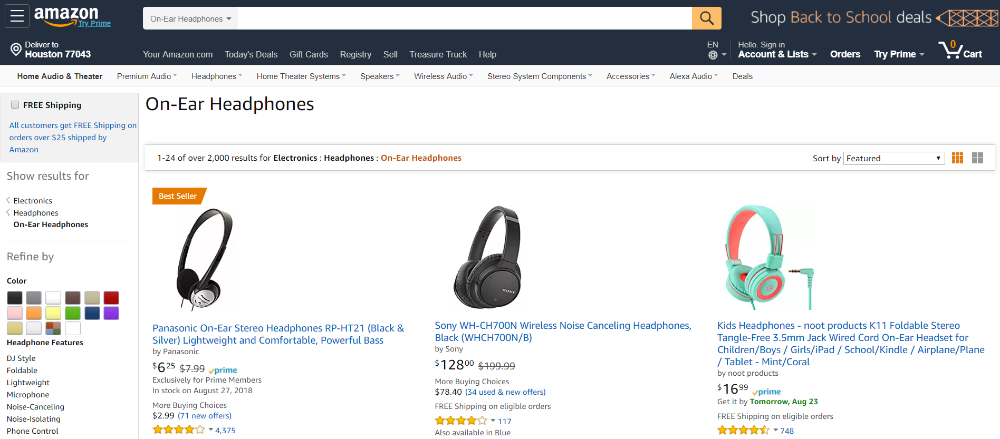 amazon
Try Prime
On-Ear Headphones
Shop Back to School deals
Deliver to
Houston 77043
Your Amazon.com Today's Deals Gift Cards Registry Sell Treasure Truck Help
EN
Hello. Sign in
Account & Lists
Orders
Try Prime
0
Cart
Home Audio & Theater Premium Audio Headphones Home Theater Systems Speakers Wireless Audio Stereo System Components Accessories Alexa Audio Deals
FREE Shipping
All customers get FREE Shipping on
orders over $25 shipped by
Amazon
Show results for
Electronics
Headphones
On-Ear Headphones
Refine by
Color
Headphone Features
DJ Style
Foldable
Lightweight
Microphone
Noise-Canceling
Noise-Isolating
Phone Control
On-Ear Headphones
1-24 of over 2,000 results for Electronics : Headphones : On-Ear Headphones
Sort by Featured
Best Seller
Panasonic On-Ear Stereo Headphones RP-HT21 (Black &
Silver) Lightweight and Comfortable, Powerful Bass
by Panasonic
$6.25 $7.99 prime
Exclusively for Prime Members
In stock on August 27, 2018
More Buying Choices
$2.99 (71 new offers)
4,375
SONY
Sony WH-CH700N Wireless Noise Canceling Headphones,
Black (WHCH700N/B)
by Sony
$128.00 $199.99
More Buying Choices
$78.40 (34 used & new offers)
FREE Shipping on eligible orders
117
Also available in Blue
Kids Headphones - noot products K11 Foldable Stereo
Tangle-Free 3.5mm Jack Wired Cord On-Ear Headset for
Children/Boys / Girls/iPad / School/Kindle / Airplane/Plane
/ Tablet - Mint/Coral
by noot products
$16.99 prime
Get it by Tomorrow, Aug 23
FREE Shipping on eligible orders
748